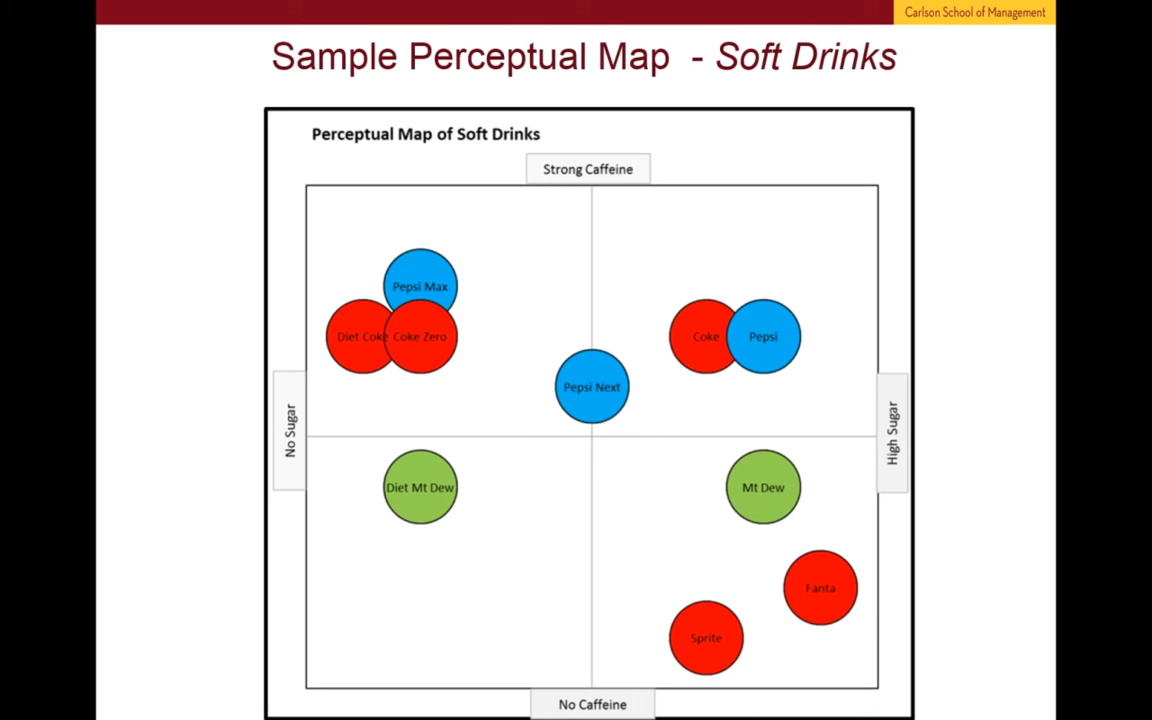 Carlson School of Management
Sample Perceptual Map - Soft Drinks
Perceptual Map of Soft Drinks
Strong Caffeine
Pepsi Max
Diet Coke
Coke Zero
Coke
Pepsi
Pepsi Next
No Sugar
High Sugar
Diet Mt Dew
Mt Dew
Fanta
Sprite
No Caffeine